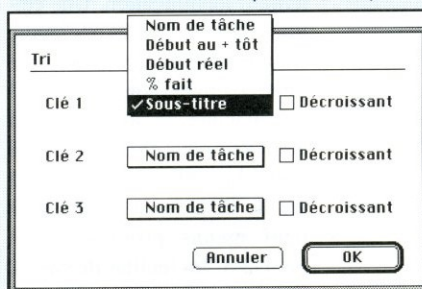 Nom de tâche
Début au + tôt
Tri
Début réel
% fait
Clé 1
✓Sous-titre
Décroissant
Clé 2
Nom de tâche
Décroissant
Clé 3
Nom de tâche
Décroissant
Annuler
OK